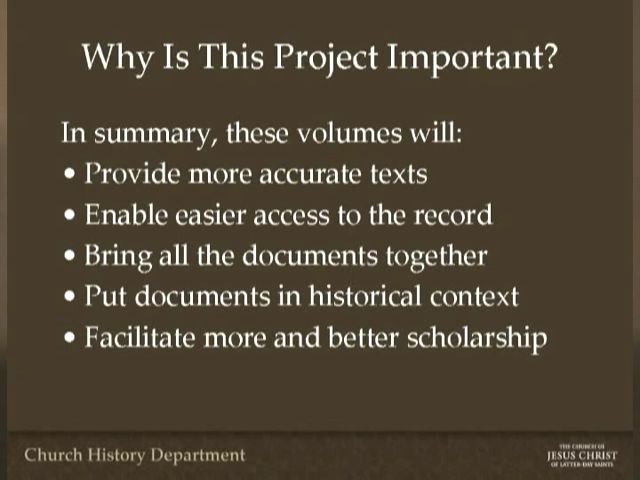 Why Is This Project Important?
In summary, these volumes will:
• Provide more accurate texts
• Enable easier access to the record
• Bring all the documents together
• Put documents in historical context
• Facilitate more and better scholarship
Church History Department
THE CHURCH OF
JESUS CHRIST
OF LATTER-DAY SAINTS